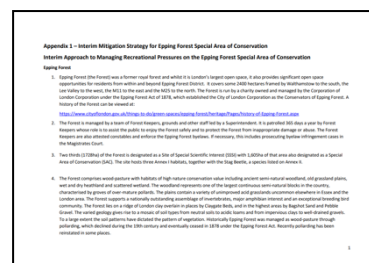 Appendix 1 – Interim Mitigation Strategy for Epping Forest Special Area of Conservation
Interim Approach to Managing Recreational Pressures on the Epping Forest Special Area of Conservation
Epping Forest
1. Epping Forest (the Forest) was a former royal forest and whilst it is London's largest open space, it also provides significant open space
opportunities for residents from within and beyond Epping Forest District. It covers some 2400 hectares framed by Walthamstow to the south, the
Lee Valley to the west, the M11 to the east and the M25 to the north. The Forest is run by a charity owned and managed by the Corporation of
London Corporation under the Epping Forest Act of 1878, which established the City of London Corporation as the Conservators of Epping Forest. A
history of the Forest can be viewed at:
https://www.cityoflondon.gov.uk/things-to-do/green-spaces/epping-forest/heritage/Pages/history-of-epping-forest.aspx
2. The Forest is managed by a team of Forest Keepers, grounds and other staff led by a Superintendent. It is patrolled 365 days a year by Forest
Keepers whose role is to assist the public to enjoy the Forest safely and to protect the Forest from inappropriate damage or abuse. The Forest
Keepers are also attested constables and enforce the Epping Forest byelaws. If necessary, this includes prosecuting byelaw infringement cases in
the Magistrates Court.
3. Two thirds (1728ha) of the Forest is designated as a Site of Special Scientific Interest (SSSI) with 1,605ha of that area also designated as a Special
Area of Conservation (SAC). The site hosts three Annex I habitats, together with the Stag Beetle, a species listed on Annex II.
4. The Forest comprises wood-pasture with habitats of high nature conservation value including ancient semi-natural woodland, old grassland plains,
wet and dry heathland and scattered wetland. The woodland represents one of the largest continuous semi-natural blocks in the country,
characterised by groves of over-mature pollards. The plains contain a variety of unimproved acid grasslands uncommon elsewhere in Essex and the
London area. The Forest supports a nationally outstanding assemblage of invertebrates, major amphibian interest and an exceptional breeding bird
community. The Forest lies on a ridge of London clay overlain in places by Claygate Beds, and in the highest areas by Bagshot Sand and Pebble
Gravel. The varied geology gives rise to a mosaic of soil types from neutral soils to acidic loams and from impervious clays to well-drained gravels.
To a large extent the soil patterns have dictated the pattern of vegetation. Historically Epping Forest was managed as wood-pasture through
pollarding, which declined during the 19th century and eventually ceased in 1878 under the Epping Forest Act. Recently pollarding has been
reinstated in some places.